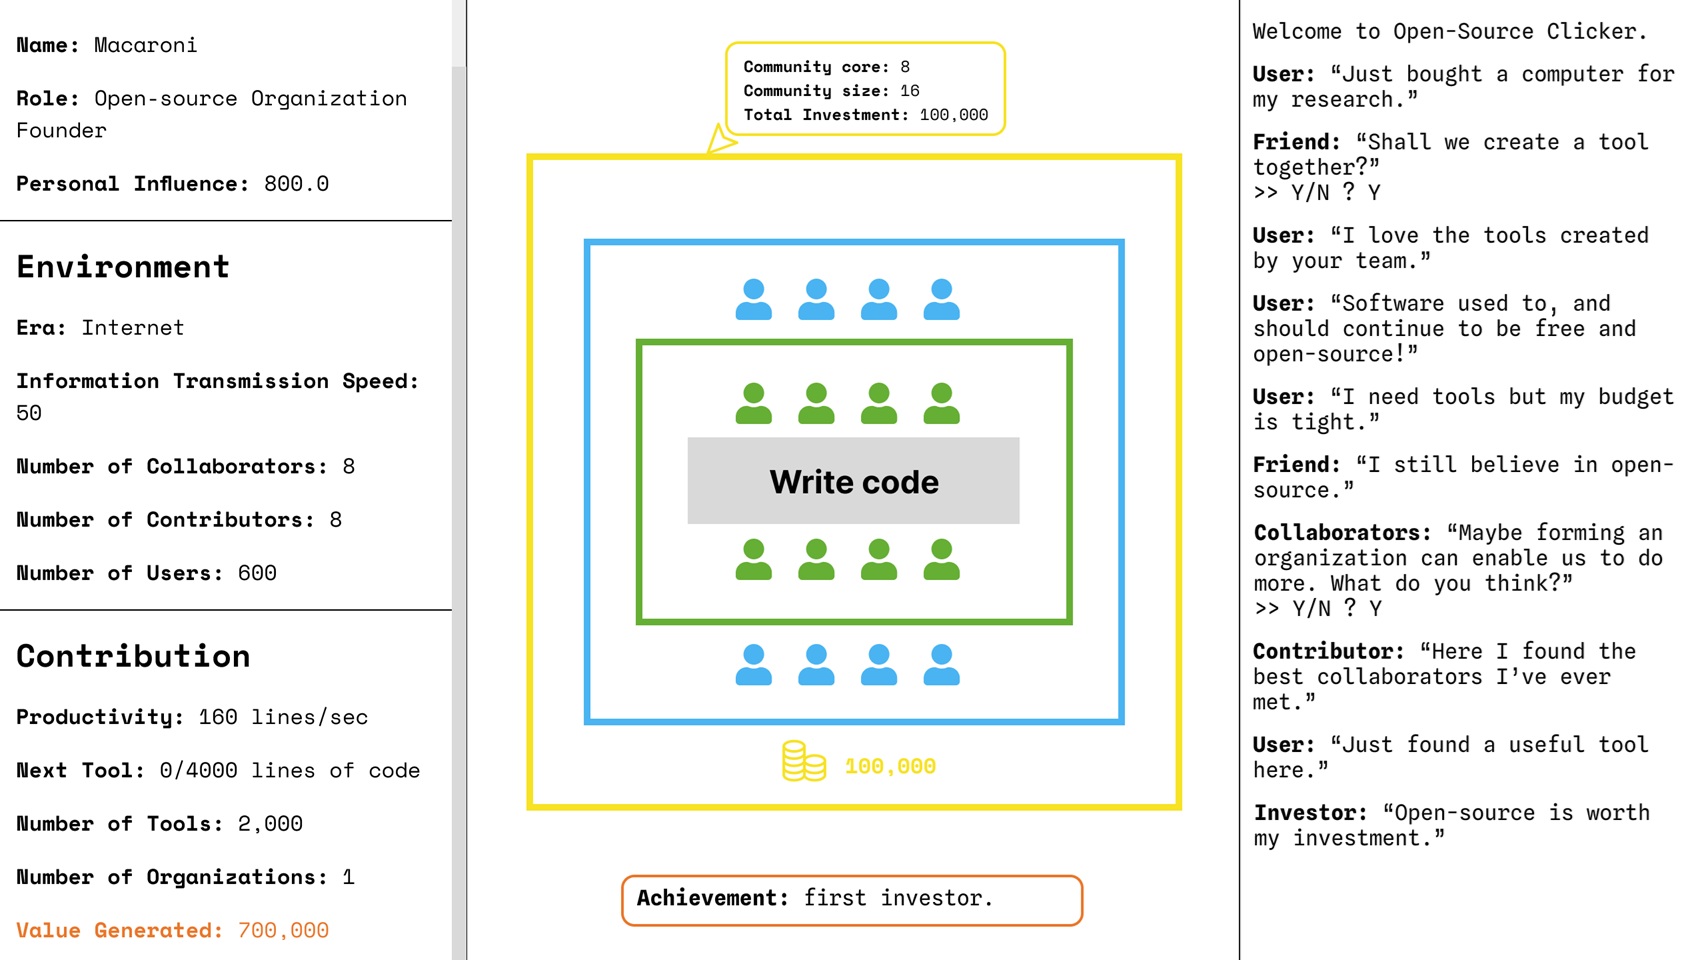 Name: Macaroni
Role: Open-source Organization
Founder
Personal Influence: 800.0
Environment
Era: Internet
Information Transmission Speed:
50
Number of Collaborators: 8
Number of Contributors: 8
Number of Users: 600
Contribution
Productivity: 160 lines/sec
Next Tool: 0/4000 lines of code
Number of Tools: 2,000
Number of Organizations: 1
Value Generated: 700,000
Community core: 8
Community size: 16
Total Investment: 100,000
Write code
100,000
Achievement: first investor.
Welcome to Open-Source Clicker.
User: “Just bought a computer for
my research.”
Friend: “Shall we create a tool
together?”
>> Y/N ? Y
User: “I love the tools created
by your team.”
User: “Software used to, and
should continue to be free and
open-source!”
User: “I need tools but my budget
is tight.”
Friend: “I still believe in open-
source.”
Collaborators: “Maybe forming an
organization can enable us to do
more. What do you think?”
>> Y/N ? Y
Contributor: “Here I found the
best collaborators I’ve ever
met.”
User: “Just found a useful tool
here.”
Investor: “Open-source is worth
my investment.”